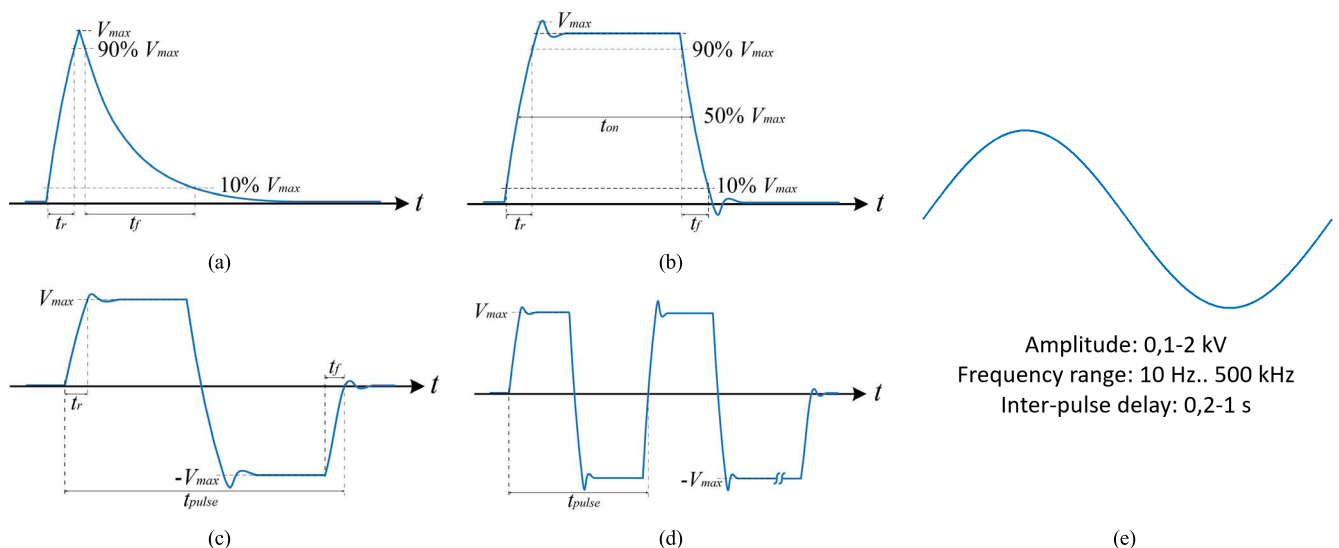 Vmax
90% Vmax
10% Vmax
t
tr
tf
(a)
Vmax
90% Vmax
50% Vmax
ton
10% Vmax
t
tr
tf
(b)
Vmax
tf
t
tr
-Vmax
tpulse
(c)
Vmax
t
-Vmax
tpulse
(d)
Amplitude: 0,1-2 kV
Frequency range: 10 Hz.. 500 kHz
Inter-pulse delay: 0,2-1 s
(e)